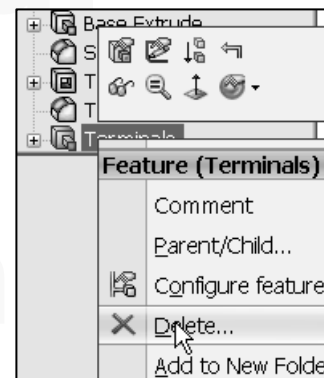 Base Extrude
S
T
T
Terminals
Feature (Terminals)
Comment
Parent/Child...
Configure feature
Delete...
Add to New Folde